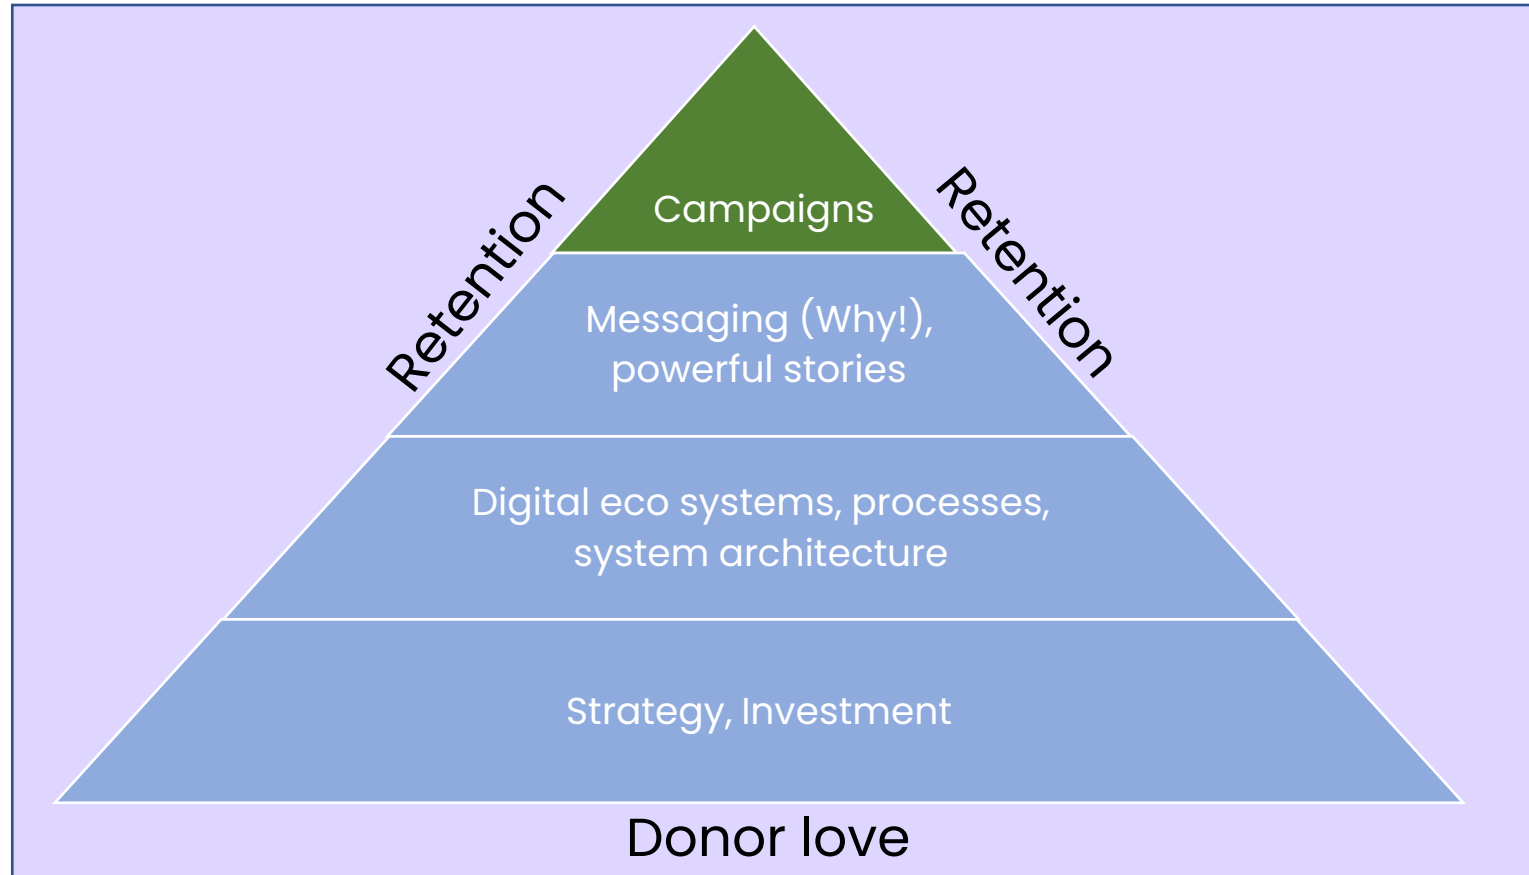 Retention
Retention
Campaigns
Messaging (Why!),
powerful stories
Digital eco systems, processes,
system architecture
Strategy, Investment
Donor love